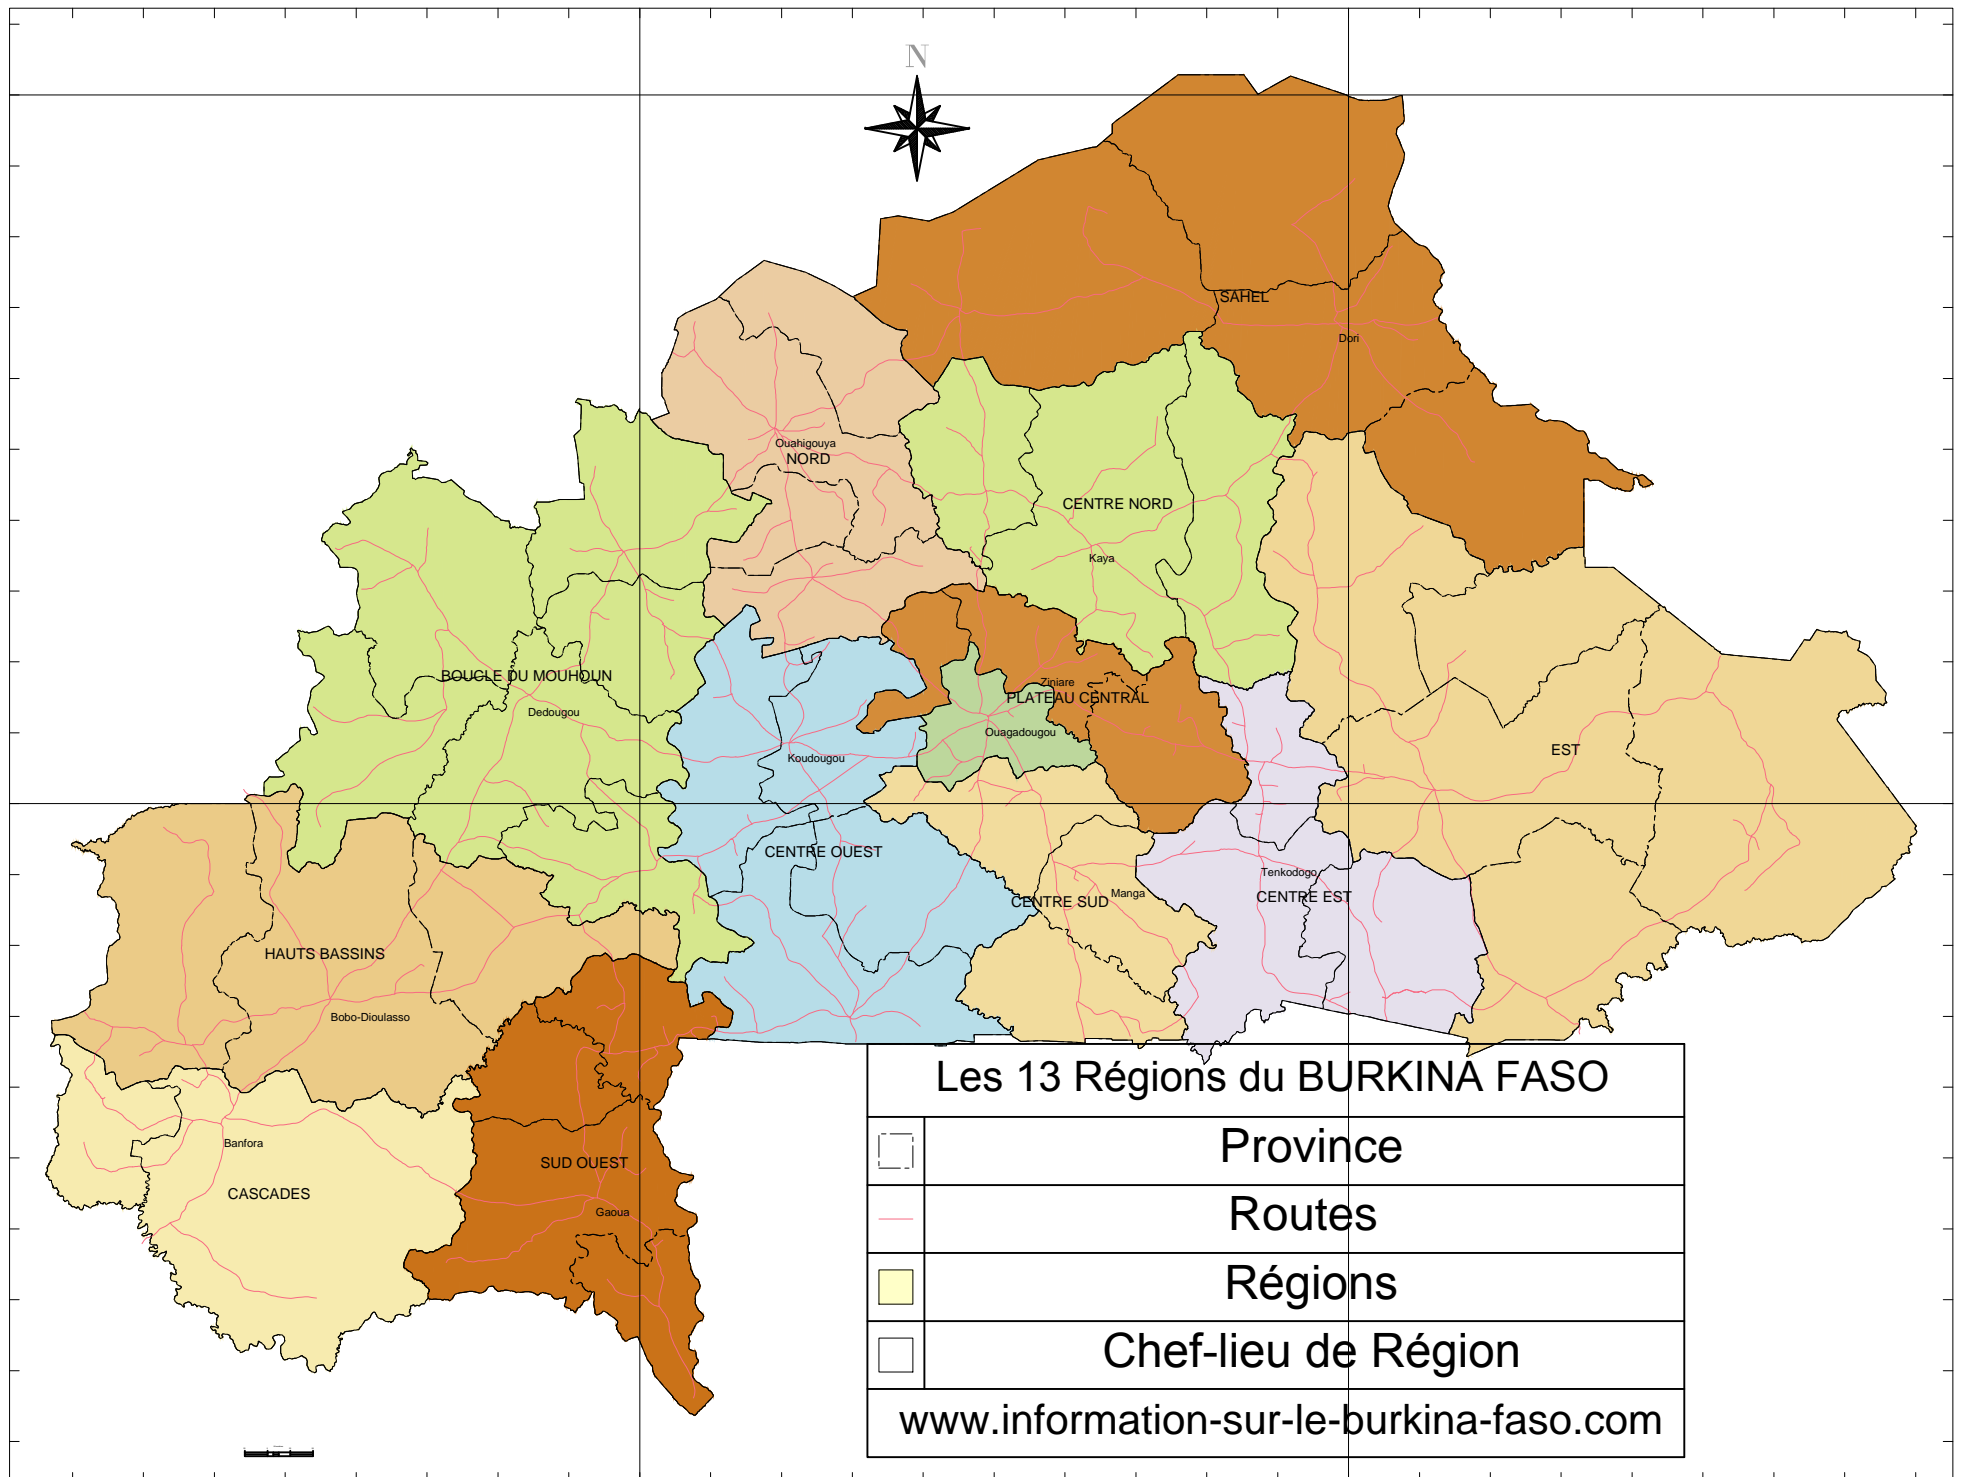 N
SAHEL
Dori
Ouahigouya
NORD
CENTRE NORD
Kaya
BOUCLE DU MOUHOUN
Dedougou
Ziniare
PLATEAU CENTRAL
Ouagadougou
Koudougou
EST
CENTRE OUEST
Tenkodogo
CENTRE EST
Manga
CENTRE SUD
HAUTS BASSINS
Bobo-Dioulasso
Banfora
CASCADES
SUD OUEST
Gaoua
Les 13 Régions du BURKINA FASO
Province
Routes
Régions
Chef-lieu de Région
www.information-sur-le-burkina-faso.com